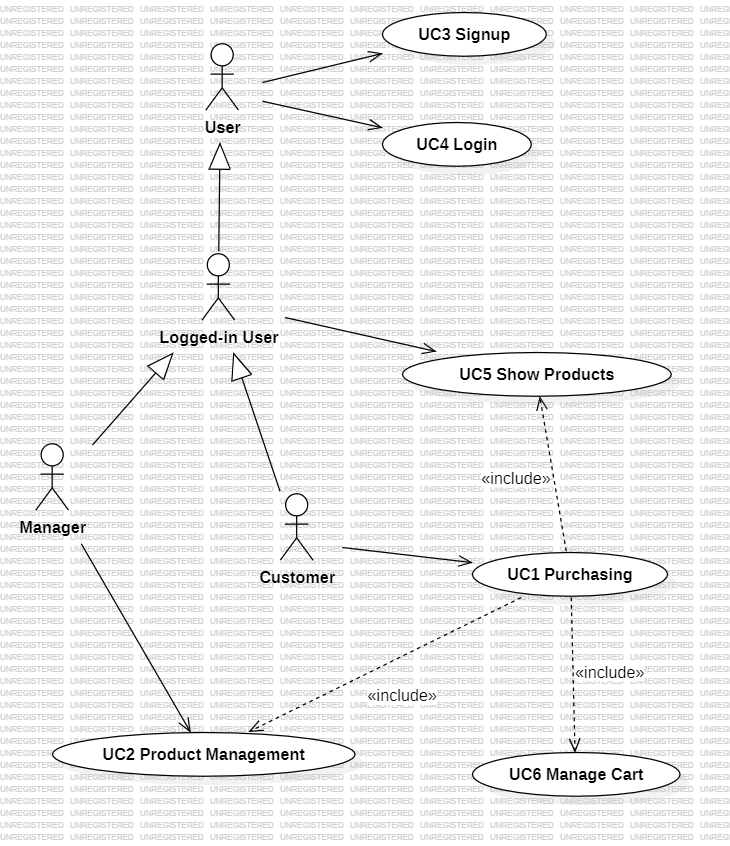 UC3 Signup
User
UC4 Login
Logged-in User
UC5 Show Products
«include»
Manager
Customer
UC1 Purchasing
«include»
«include»
UC2 Product Management
UC6 Manage Cart
UNREGISTERED